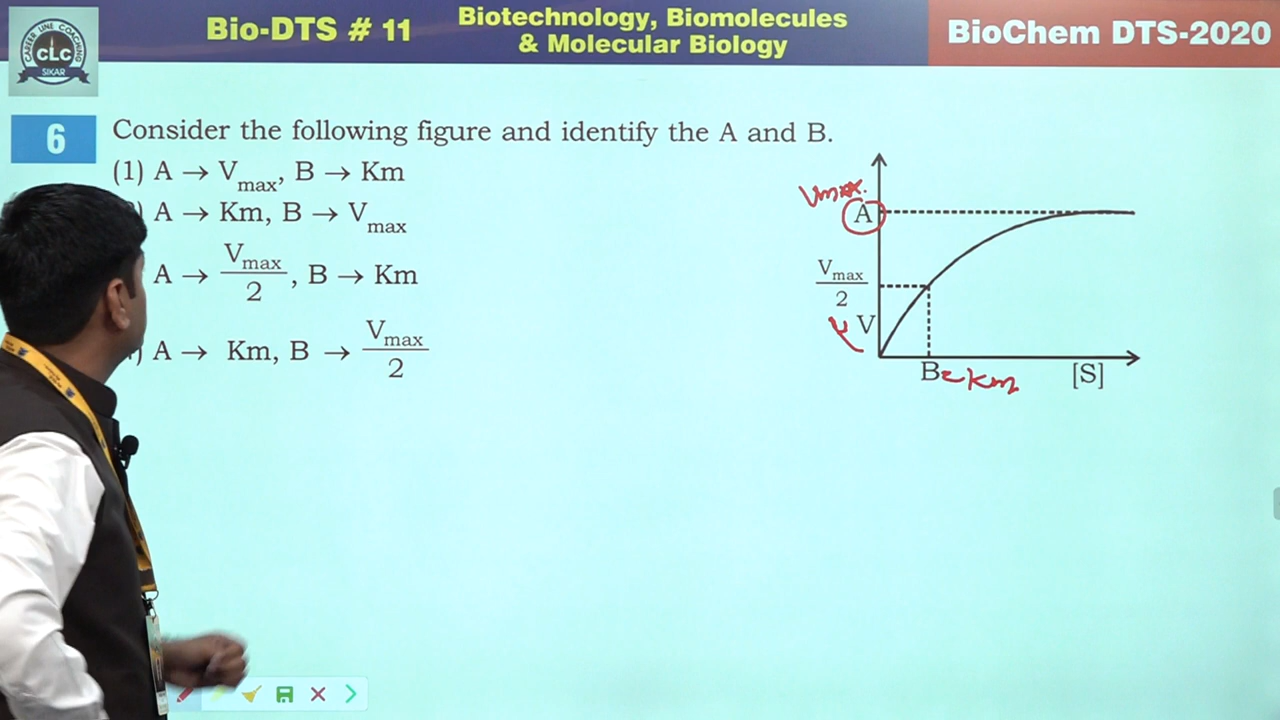 CAREER LINE COACHING
CLC
SIKAR
Bio-DTS # 11
Biotechnology, Biomolecules
& Molecular Biology
BioChem DTS-2020
6
Consider the following figure and identify the A and B.
(1) A → Vmax, B → Km
) A → Km, B → Vmax
A → Vmax/2, B → Km
) A → Km, B → Vmax/2
Vmax.
A
Vmax/2
V
B = km
[S]